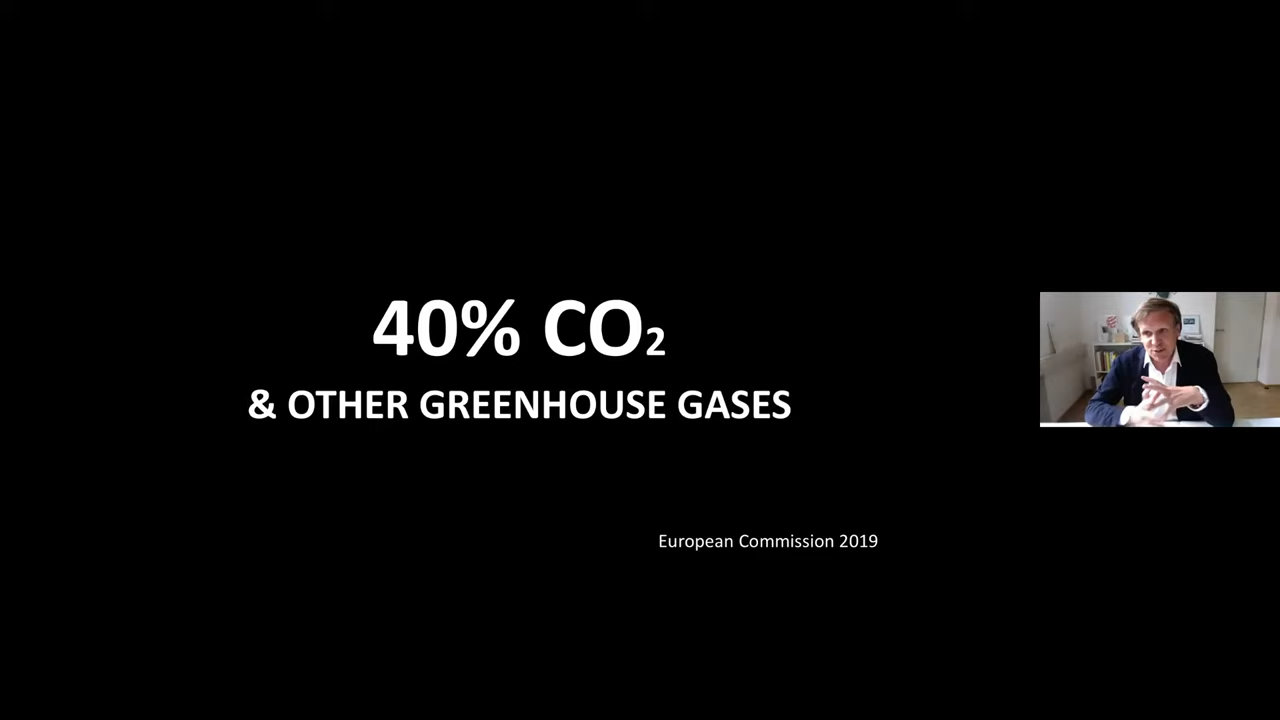 40% CO₂
& OTHER GREENHOUSE GASES
European Commission 2019